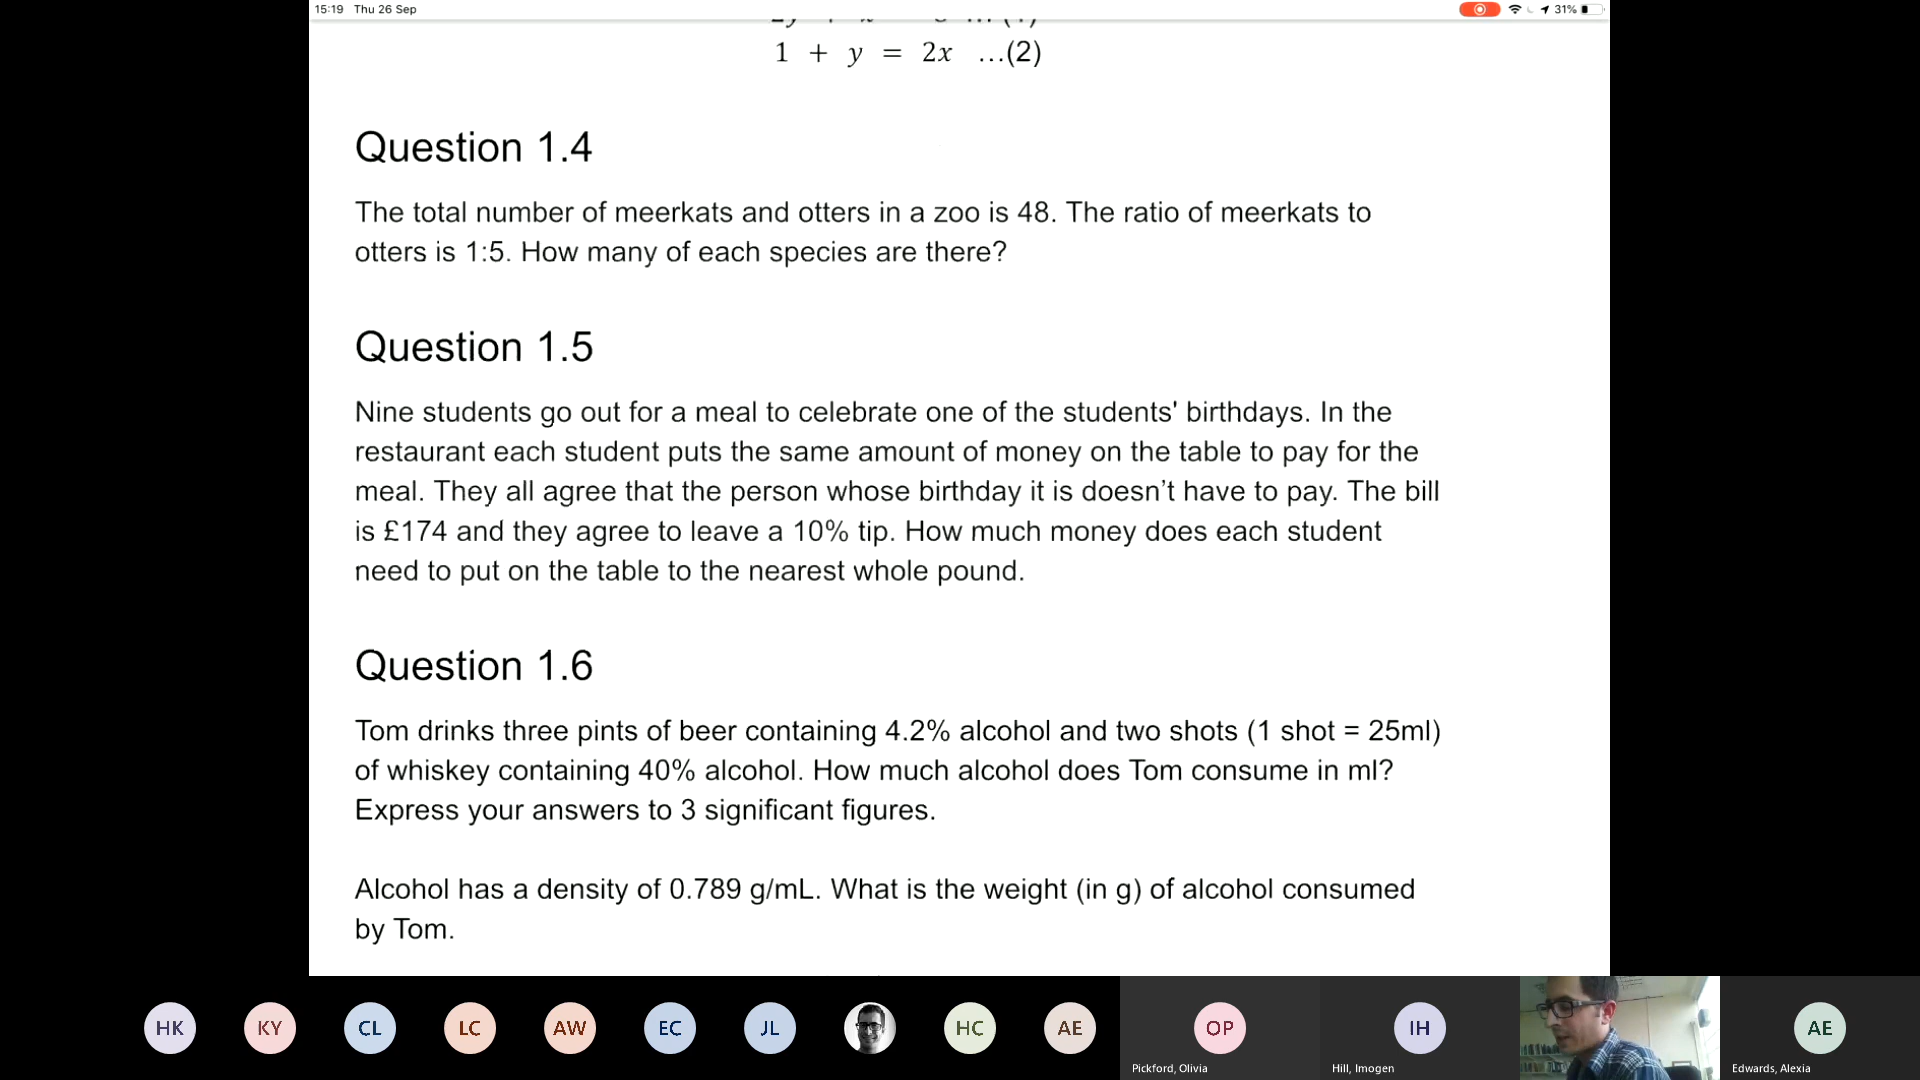 15:19 Thu 26 Sep
31%
1 + y = 2x ...(2)
Question 1.4
The total number of meerkats and otters in a zoo is 48. The ratio of meerkats to
otters is 1:5. How many of each species are there?
Question 1.5
Nine students go out for a meal to celebrate one of the students' birthdays. In the
restaurant each student puts the same amount of money on the table to pay for the
meal. They all agree that the person whose birthday it is doesn’t have to pay. The bill
is £174 and they agree to leave a 10% tip. How much money does each student
need to put on the table to the nearest whole pound.
Question 1.6
Tom drinks three pints of beer containing 4.2% alcohol and two shots (1 shot = 25ml)
of whiskey containing 40% alcohol. How much alcohol does Tom consume in ml?
Express your answers to 3 significant figures.
Alcohol has a density of 0.789 g/mL. What is the weight (in g) of alcohol consumed
by Tom.
HK KY CL LC AW EC JL HC AE OP IH AE
Pickford, Olivia Hill, Imogen Edwards, Alexia